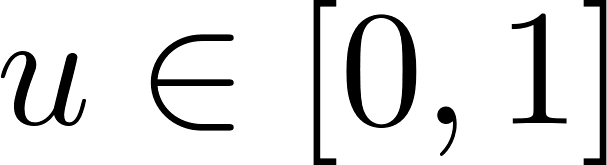 u ∈ [0, 1]